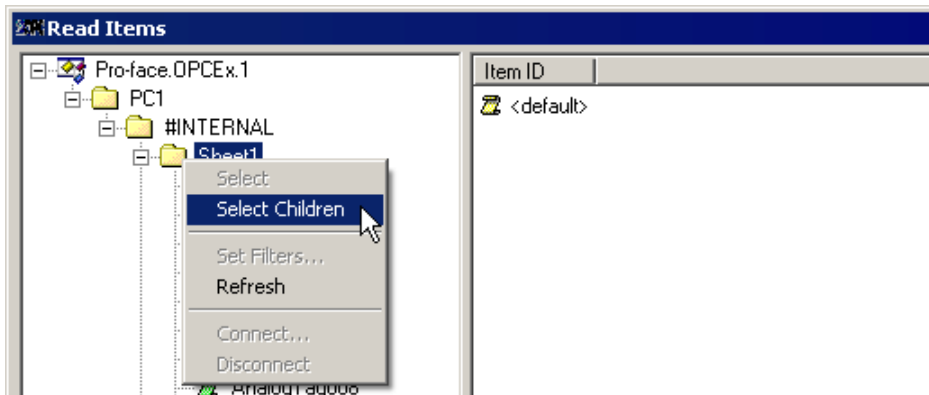 Read Items
Pro-face.OPCEx.1
Item ID
PC1
<default>
#INTERNAL
Sheet1
Select
Select Children
Set Filters...
Refresh
Connect...
Disconnect
AnalogTag008